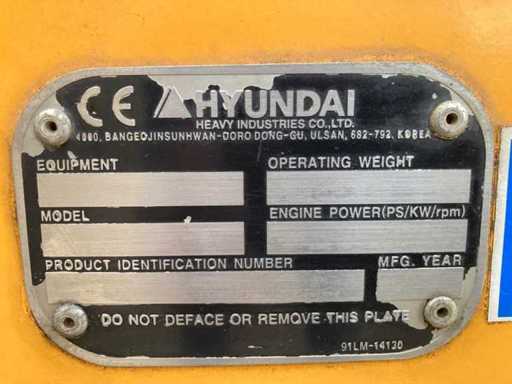 CE HYUNDAI
HEAVY INDUSTRIES CO., LTD.
1000, BANGEOJINSUNHWAN-DORO DONG-GU, ULSAN, 682-792, KOREA
EQUIPMENT OPERATING WEIGHT
MODEL ENGINE POWER(PS/KW/rpm)
PRODUCT IDENTIFICATION NUMBER MFG. YEAR
DO NOT DEFACE OR REMOVE THIS PLATE
91LM-14130